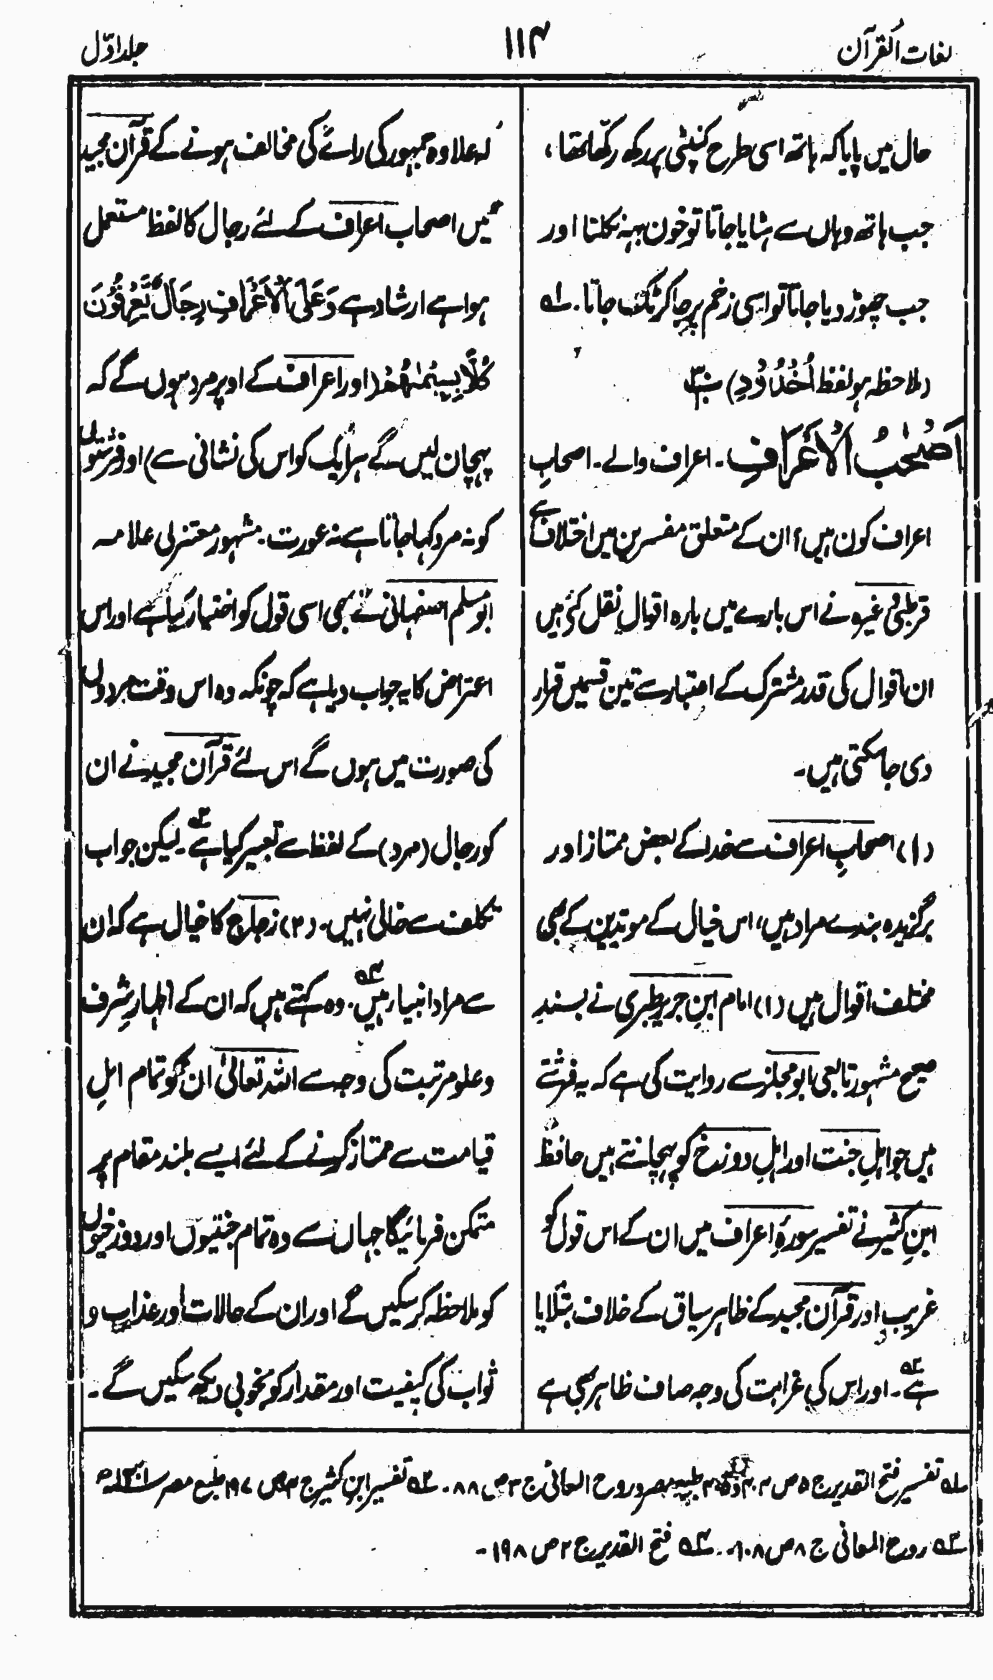 لغات القرآن
۱۱۴
جلد اوّل
حال میں پایا کہ ہاتھ اسی طرح کنپٹی پر رکھ رکھا تھا،
جب ہاتھ وہاں سے ہٹایا جاتا تو خون بہہ نکلتا اور
جب چھوڑ دیا جاتا تو اسی زخم پر جا کر ٹک جاتا۔ لہ
(ملاحظہ ہو لفظ اُخْدُوْدِ)
اَصْحٰبُ الْاَعْرَافِ۔ اعراف والے۔ اصحابِ
اعراف کون ہیں؟ ان کے متعلق مفسرین میں اختلاف ہے
قرطبی وغیرہ نے اس بارے میں بارہ اقوال نقل کئے ہیں
ان اقوال کی قدر مشترک کے اعتبار سے تین قسمیں قرار
دی جا سکتی ہیں۔
(۱) اصحابِ اعراف سے خدا کے بعض ممتاز اور
برگزیدہ بندے مراد ہیں، اس خیال کے مؤیدین کے بھی
مختلف اقوال ہیں (۱) امام ابنِ جریر طبری نے بسندِ
صحیح مشہور تابعی ابو مجلز سے روایت کی ہے کہ یہ فرشتے
ہیں جو اہلِ جنت اور اہلِ دوزخ کو پہچانتے ہیں حافظ
ابنِ کثیر نے تفسیر سورۂ اعراف میں ان کے اس قول کو
غریب اور قرآن مجید کے ظاہر سیاق کے خلاف بتلایا
ہے۔ ۲ اور اس کی غرابت کی وجہ صاف ظاہر بھی ہے
کہ علاوہ جمہور کی رائے کی مخالف ہونے کے قرآن مجید
میں اصحاب اعراف کے لئے رجال کا لفظ مستعمل
ہوا ہے ارشاد ہے وَعَلَی الْاَعْرَافِ رِجَالٌ یَّعْرِفُوْنَ
کُلًّا بِسِیْمٰھُمْ (اور اعراف کے اوپر مرد ہوں گے کہ
پہچان لیں گے ہر ایک کو اس کی نشانی سے) اور فرشتوں
کو نہ مرد کہا جاتا ہے نہ عورت۔ مشہور معتزلی علامہ
ابو مسلم اصفہانی نے بھی اسی قول کو اختیار کیا ہے اور اس
اعتراض کا یہ جواب دیا ہے کہ چونکہ وہ اس وقت مردوں
کی صورت میں ہوں گے اس لئے قرآن مجید نے ان
کو رجال (مرد) کے لفظ سے تعبیر کیا ہے ۳۔ لیکن جواب
تکلف سے خالی نہیں۔ (۲) زجاج کا خیال ہے کہ ان
سے مراد انبیاء ہیں ۴۔ وہ کہتے ہیں کہ ان کے اظہارِ شرف
و علو مرتبت کی وجہ سے اللہ تعالیٰ ان کو تمام اہلِ
قیامت سے ممتاز کرنے کے لئے ایسے بلند مقام پر
متمکن فرمائیگا جہاں سے وہ تمام جنتیوں اور دوزخیوں
کو ملاحظہ کر سکیں گے اور ان کے حالات اور عذاب و
ثواب کی کیفیت اور مقدار کو بخوبی دیکھ سکیں گے۔
لہ تفسیر فتح القدیر ج ۵ ص ۴۰۴ طبع مصر و روح المعانی ج ۳ ص ۸۸۔ ۲ تفسیر ابنِ کثیر ج ۴ ص ۱۹۷ طبع مصر
۳ روح المعانی ج ۸ ص ۱۰۸۔ ۴ فتح القدیر ج ۲ ص ۱۹۸۔